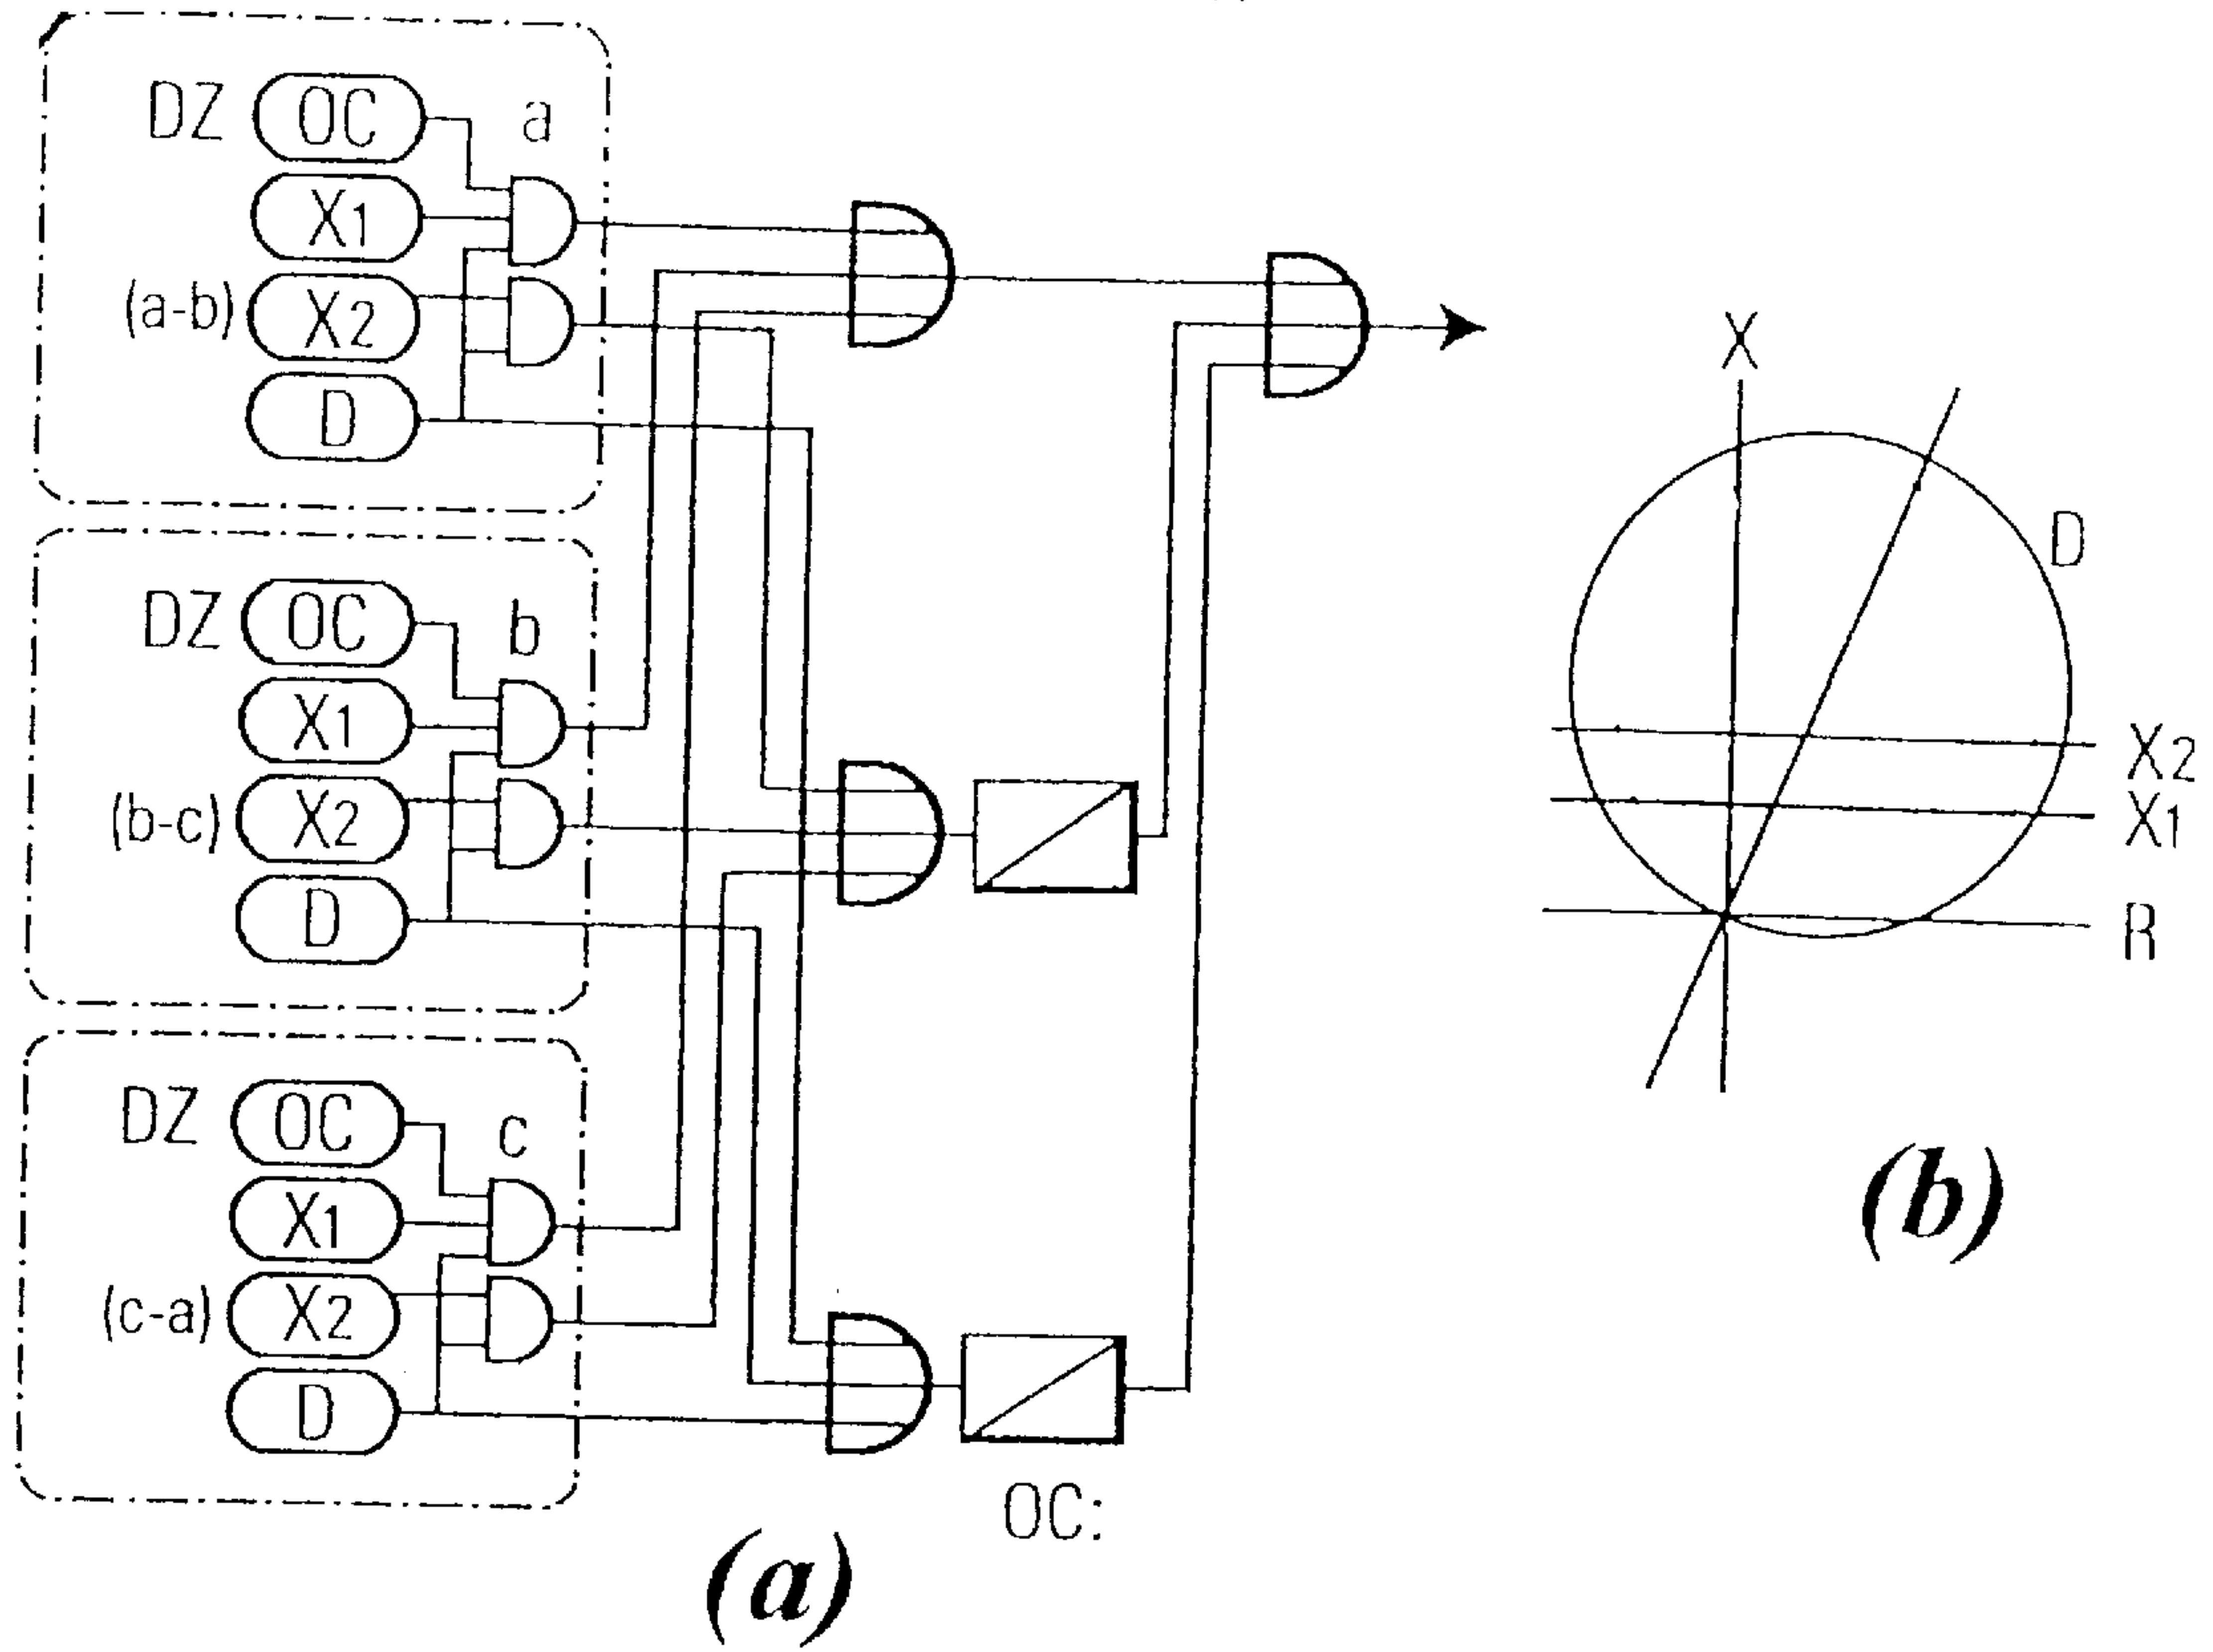 DZ OC a
X1
(a-b) X2
D
DZ OC b
X1
(b-c) X2
D
DZ OC c
X1
(c-a) X2
D
OC:
(a)
X
D
X2
X1
R
(b)